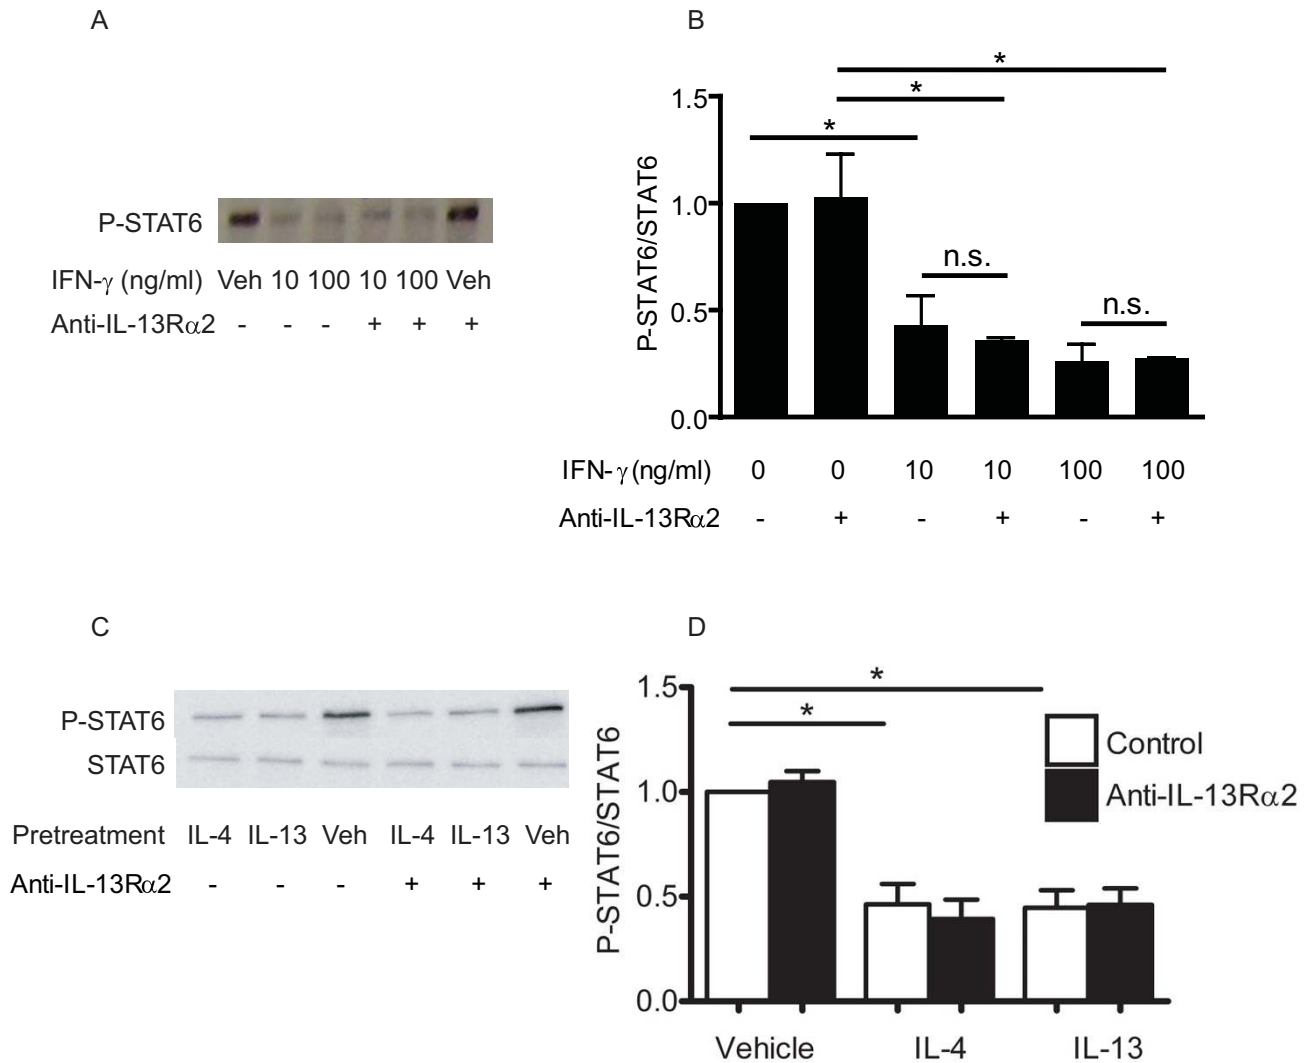 A
P-STAT6
IFN-γ (ng/ml) Veh 10 100 10 100 Veh
Anti-IL-13Rα2 - - - + + +
B
* 
*
*
1.5
1.0
0.5
0.0
P-STAT6/STAT6
n.s.
n.s.
IFN-γ (ng/ml) 0 0 10 10 100 100
Anti-IL-13Rα2 - + - + - +
C
P-STAT6
STAT6
Pretreatment IL-4 IL-13 Veh IL-4 IL-13 Veh
Anti-IL-13Rα2 - - - + + +
D
*
*
1.5
1.0
0.5
0.0
P-STAT6/STAT6
Control
Anti-IL-13Rα2
Vehicle IL-4 IL-13